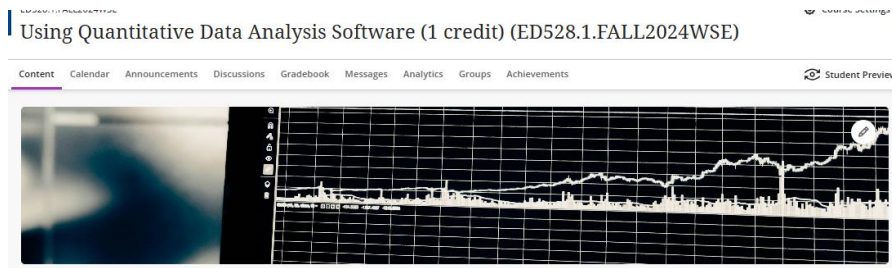 Using Quantitative Data Analysis Software (1 credit) (ED528.1.FALL2024WSE)
Content Calendar Announcements Discussions Gradebook Messages Analytics Groups Achievements Student Preview